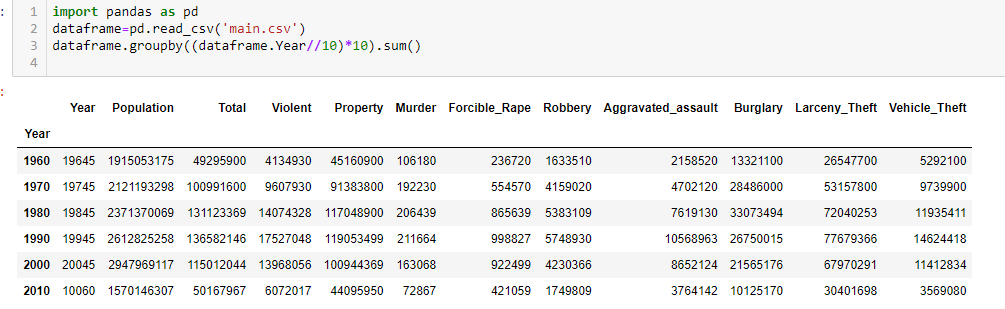 1 import pandas as pd
2 dataframe=pd.read_csv('main.csv')
3 dataframe.groupby((dataframe.Year//10)*10).sum()
4
Year Population Total Violent Property Murder Forcible_Rape Robbery Aggravated_assault Burglary Larceny_Theft Vehicle_Theft
Year
1960 19645 1915053175 49295900 4134930 45160900 106180 236720 1633510 2158520 13321100 26547700 5292100
1970 19745 2121193298 100991600 9607930 91383800 192230 554570 4159020 4702120 28486000 53157800 9739900
1980 19845 2371370069 131123369 14074328 117048900 206439 865639 5383109 7619130 33073494 72040253 11935411
1990 19945 2612825258 136582146 17527048 119053499 211664 998827 5748930 10568963 26750015 77679366 14624418
2000 20045 2947969117 115012044 13968056 100944369 163068 922499 4230366 8652124 21565176 67970291 11412834
2010 10060 1570146307 50167967 6072017 44095950 72867 421059 1749809 3764142 10125170 30401698 3569080